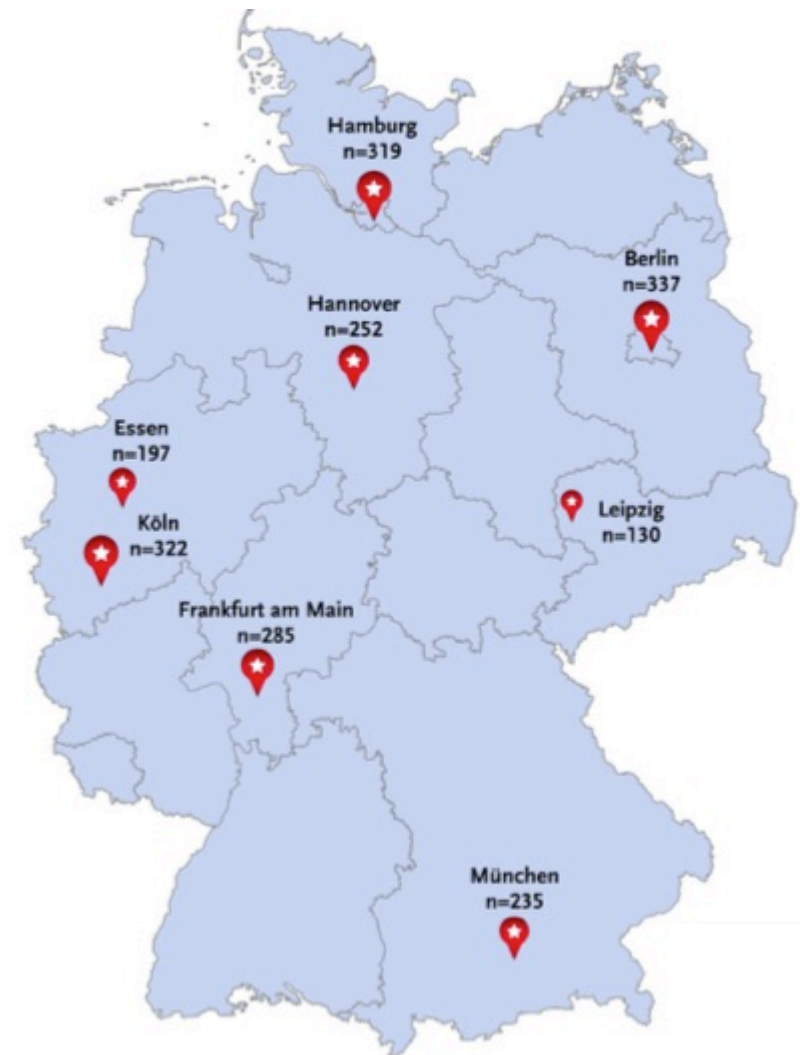 Hamburg
n=319
Berlin
n=337
Hannover
n=252
Essen
n=197
Köln
n=322
Leipzig
n=130
Frankfurt am Main
n=285
München
n=235